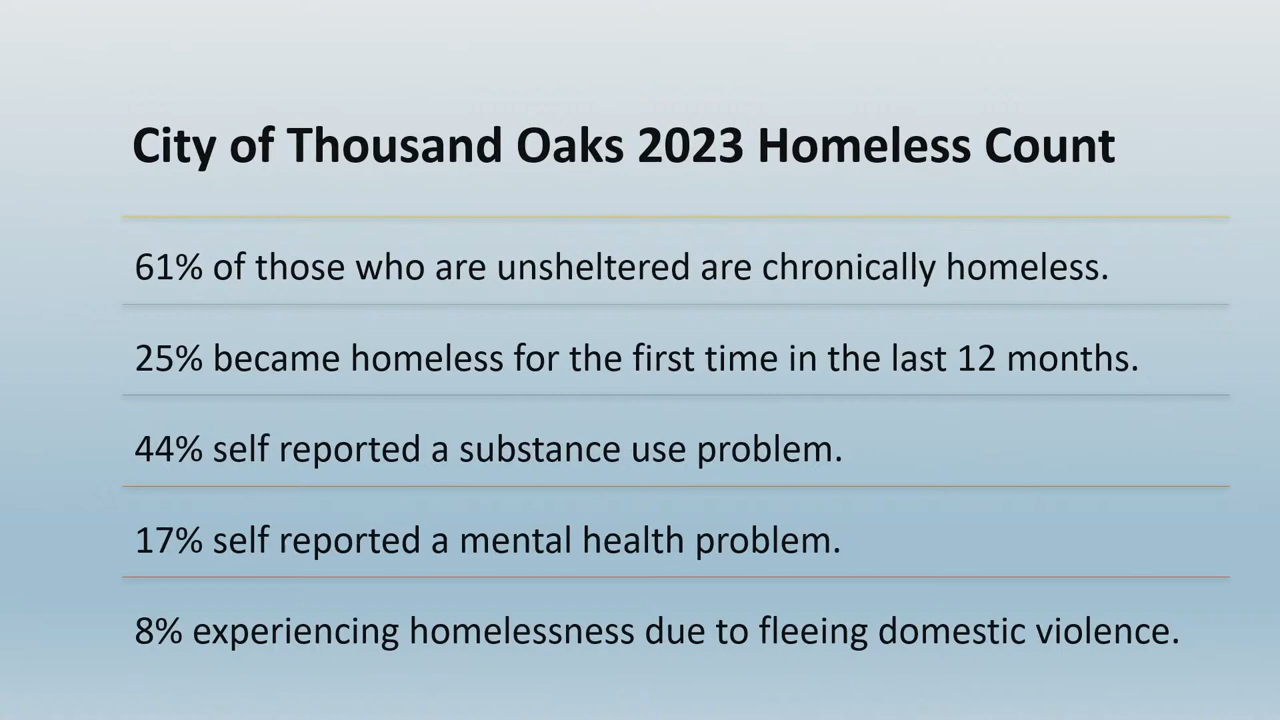 City of Thousand Oaks 2023 Homeless Count
61% of those who are unsheltered are chronically homeless.
25% became homeless for the first time in the last 12 months.
44% self reported a substance use problem.
17% self reported a mental health problem.
8% experiencing homelessness due to fleeing domestic violence.